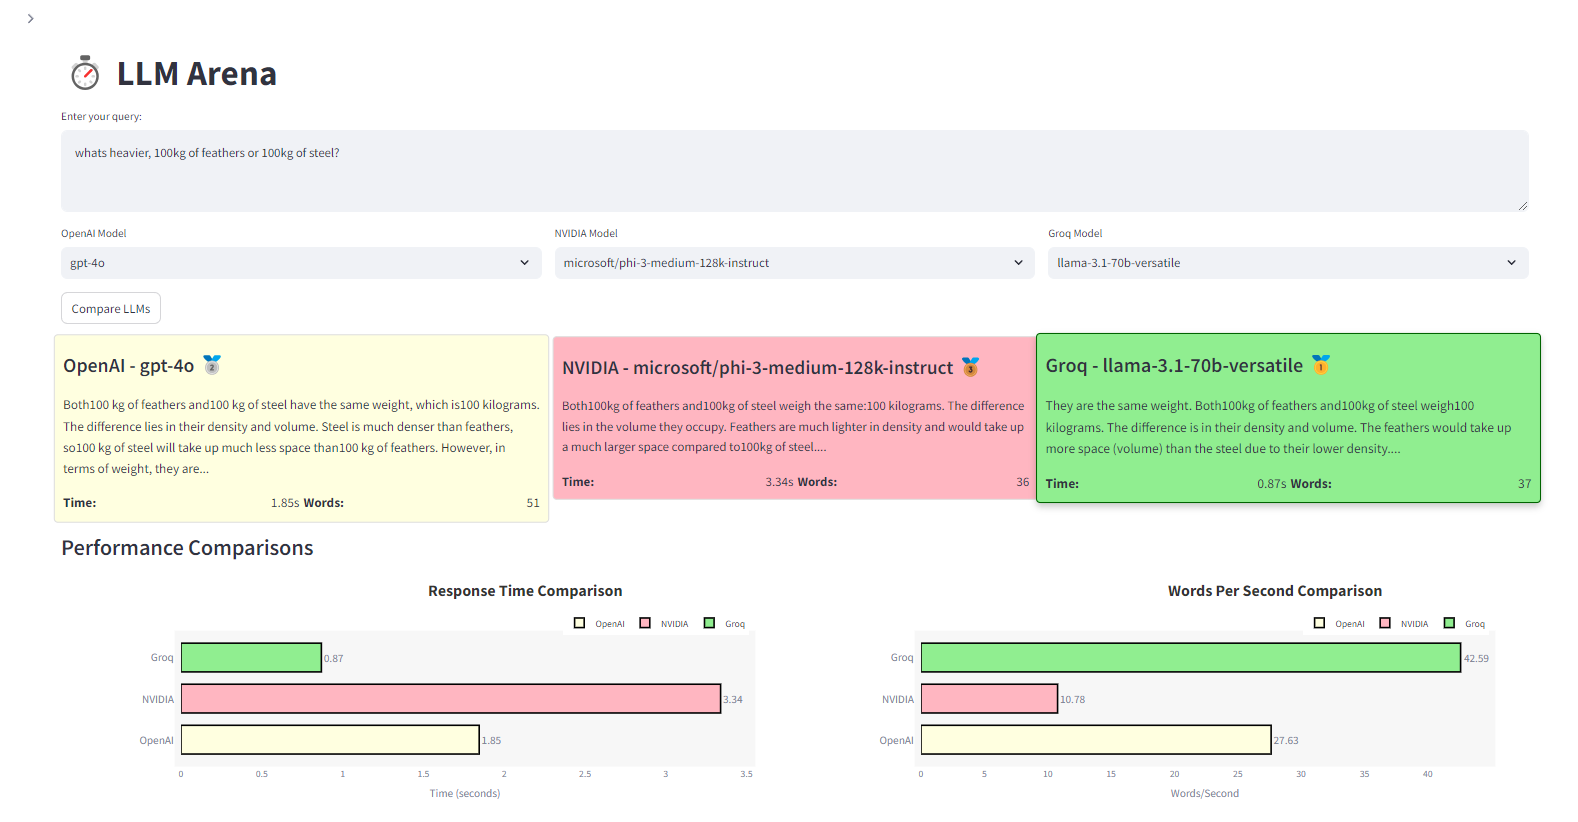 LLM Arena
Enter your query:
whats heavier, 100kg of feathers or 100kg of steel?
OpenAI Model
gpt-4o
NVIDIA Model
microsoft/phi-3-medium-128k-instruct
Groq Model
llama-3.1-70b-versatile
Compare LLMs
OpenAI - gpt-4o 2
Both100 kg of feathers and100 kg of steel have the same weight, which is100 kilograms.
The difference lies in their density and volume. Steel is much denser than feathers,
so100 kg of steel will take up much less space than100 kg of feathers. However, in
terms of weight, they are...
Time: 1.85s Words: 51
NVIDIA - microsoft/phi-3-medium-128k-instruct 3
Both100kg of feathers and100kg of steel weigh the same:100 kilograms. The difference
lies in the volume they occupy. Feathers are much lighter in density and would take up
a much larger space compared to100kg of steel....
Time: 3.34s Words: 36
Groq - llama-3.1-70b-versatile 1
They are the same weight. Both100kg of feathers and100kg of steel weigh100
kilograms. The difference is in their density and volume. The feathers would take up
more space (volume) than the steel due to their lower density....
Time: 0.87s Words: 37
Performance Comparisons
Response Time Comparison
OpenAI NVIDIA Groq
Groq 0.87
NVIDIA 3.34
OpenAI 1.85
0 0.5 1 1.5 2 2.5 3 3.5
Time (seconds)
Words Per Second Comparison
OpenAI NVIDIA Groq
Groq 42.59
NVIDIA 10.78
OpenAI 27.63
0 5 10 15 20 25 30 35 40
Words/Second